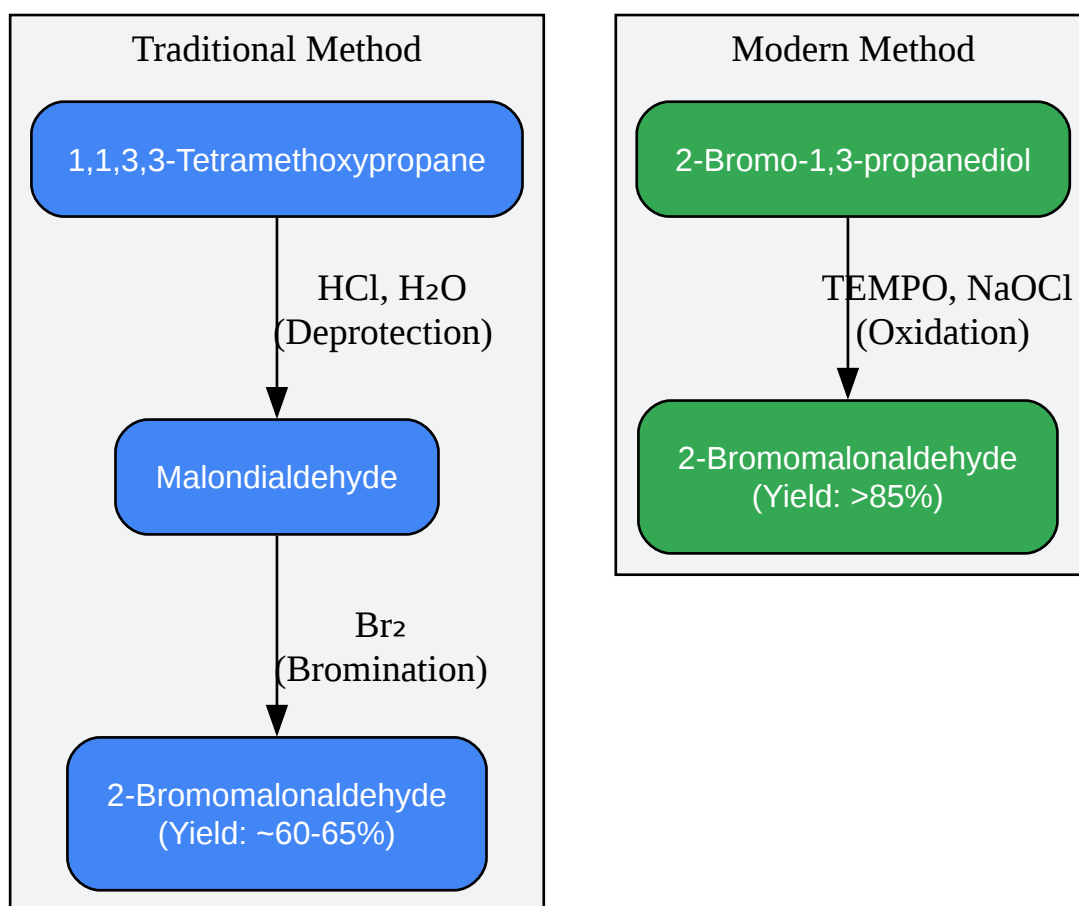 Traditional Method
1,1,3,3-Tetramethoxypropane
HCl, H₂O
(Deprotection)
Malondialdehyde
Br₂
(Bromination)
2-Bromomalonaldehyde
(Yield: ~60-65%)
Modern Method
2-Bromo-1,3-propanediol
TEMPO, NaOCl
(Oxidation)
2-Bromomalonaldehyde
(Yield: >85%)